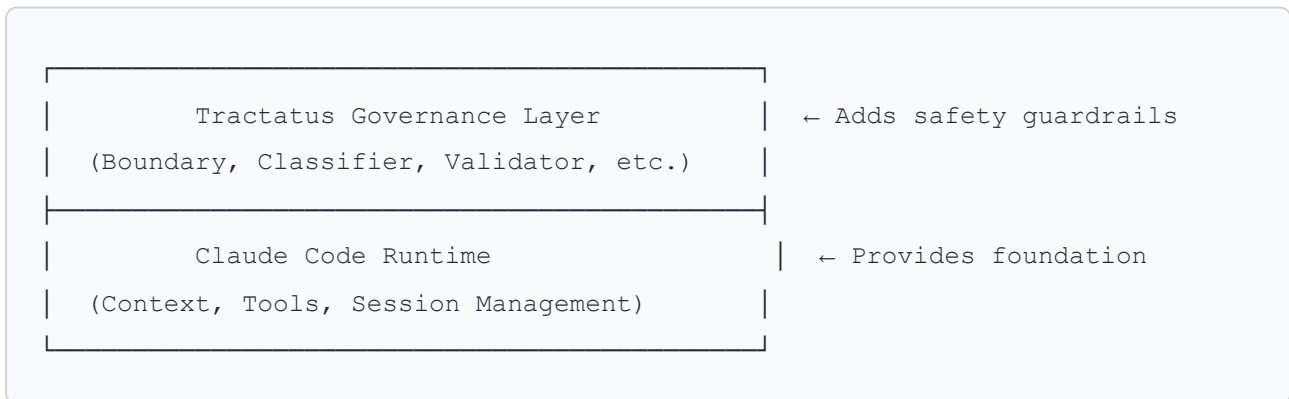 Tractatus Governance Layer ← Adds safety guardrails
(Boundary, Classifier, Validator, etc.)
Claude Code Runtime ← Provides foundation
(Context, Tools, Session Management)